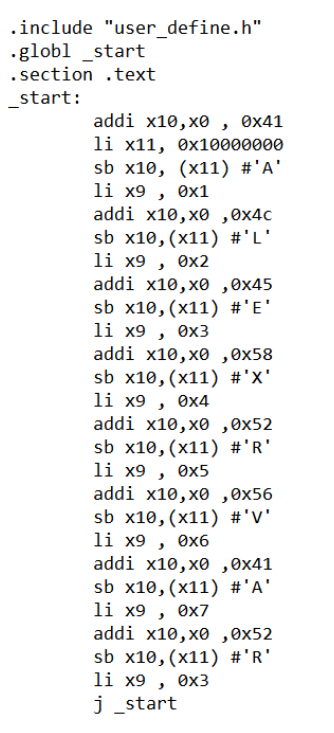 .include "user_define.h"
.globl _start
.section .text
_start:
addi x10,x0 , 0x41
li x11, 0x10000000
sb x10, (x11) #'A'
li x9 , 0x1
addi x10,x0 ,0x4c
sb x10,(x11) #'L'
li x9 , 0x2
addi x10,x0 ,0x45
sb x10,(x11) #'E'
li x9 , 0x3
addi x10,x0 ,0x58
sb x10,(x11) #'X'
li x9 , 0x4
addi x10,x0 ,0x52
sb x10,(x11) #'R'
li x9 , 0x5
addi x10,x0 ,0x56
sb x10,(x11) #'V'
li x9 , 0x6
addi x10,x0 ,0x41
sb x10,(x11) #'A'
li x9 , 0x7
addi x10,x0 ,0x52
sb x10,(x11) #'R'
li x9 , 0x3
j _start